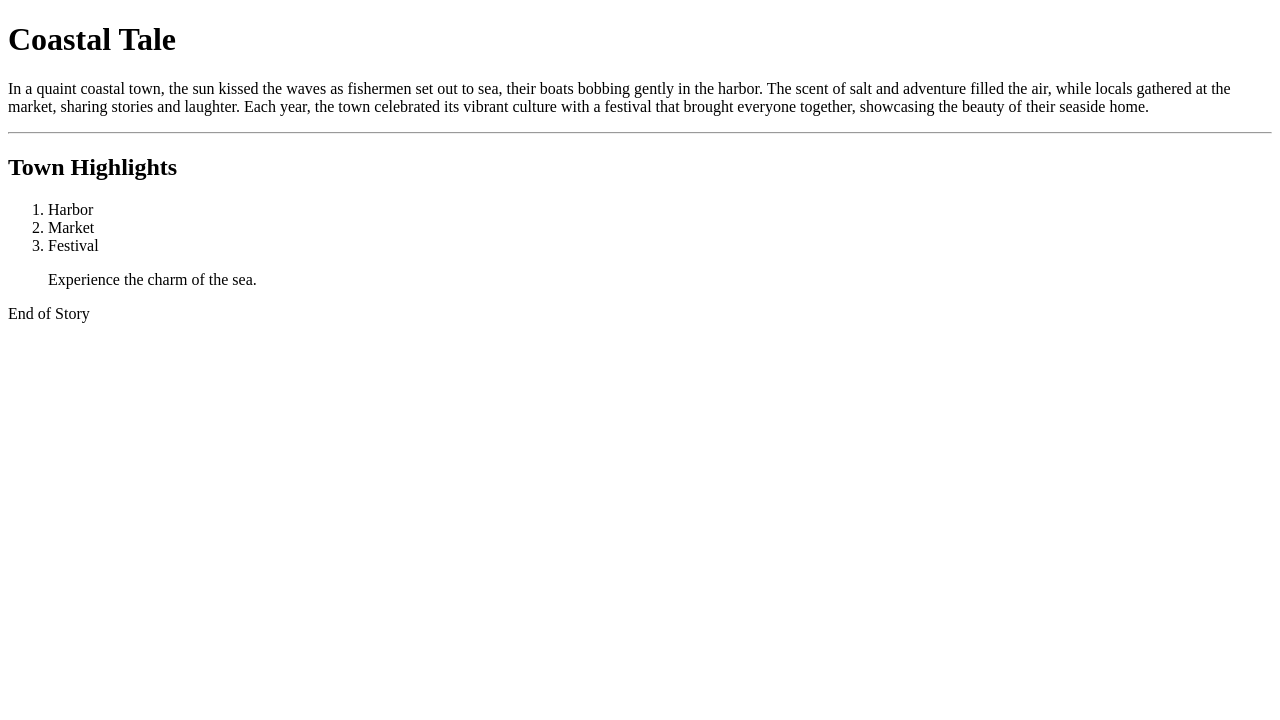 Coastal Tale
In a quaint coastal town, the sun kissed the waves as fishermen set out to sea, their boats bobbing gently in the harbor. The scent of salt and adventure filled the air, while locals gathered at the
market, sharing stories and laughter. Each year, the town celebrated its vibrant culture with a festival that brought everyone together, showcasing the beauty of their seaside home.
Town Highlights
1. Harbor
2. Market
3. Festival
Experience the charm of the sea.
End of Story